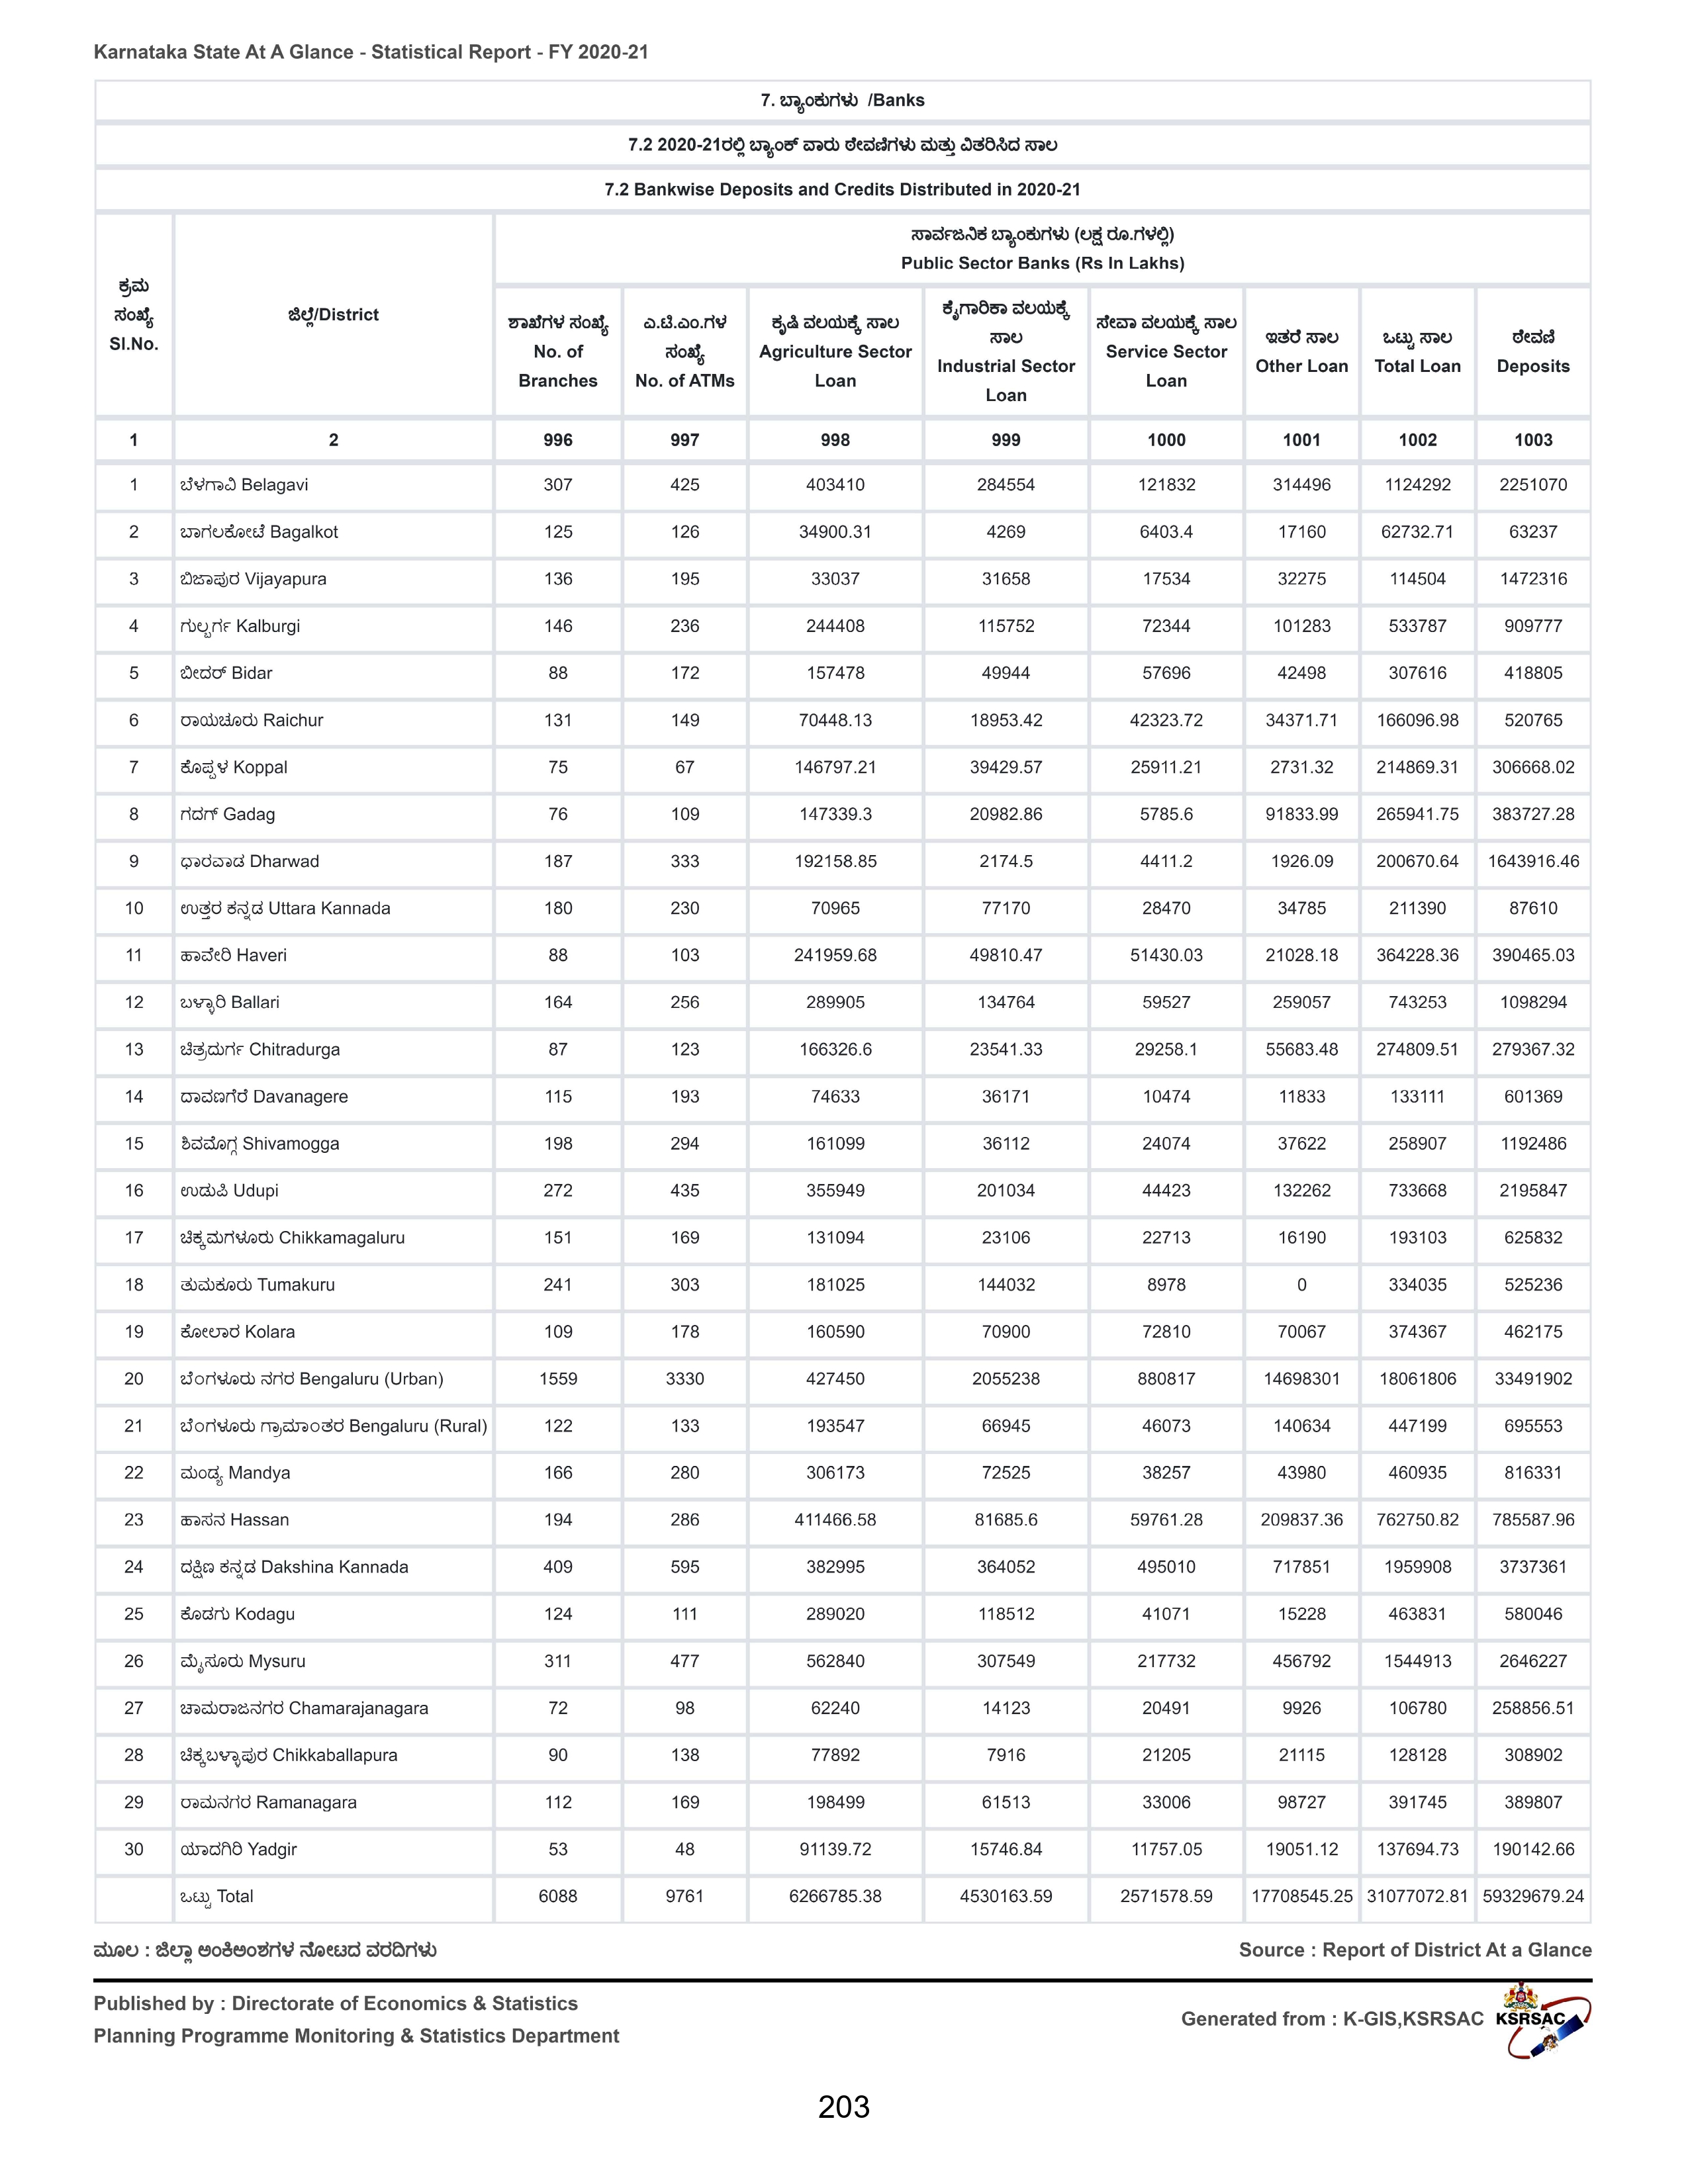 Karnataka State At A Glance - Statistical Report - FY 2020-21
7. ಬ್ಯಾಂಕುಗಳು /Banks
7.2 2020-21ರಲ್ಲಿ ಬ್ಯಾಂಕ್ ವಾರು ಠೇವಣಿಗಳು ಮತ್ತು ವಿತರಿಸಿದ ಸಾಲ
7.2 Bankwise Deposits and Credits Distributed in 2020-21
ಕ್ರಮ ಸಂಖ್ಯೆ Sl.No.
ಜಿಲ್ಲೆ/District
ಸಾರ್ವಜನಿಕ ಬ್ಯಾಂಕುಗಳು (ಲಕ್ಷ ರೂ.ಗಳಲ್ಲಿ)
Public Sector Banks (Rs In Lakhs)
ಶಾಖೆಗಳ ಸಂಖ್ಯೆ No. of Branches
ಎ.ಟಿ.ಎಂ.ಗಳ ಸಂಖ್ಯೆ No. of ATMs
ಕೃಷಿ ವಲಯಕ್ಕೆ ಸಾಲ Agriculture Sector Loan
ಕೈಗಾರಿಕಾ ವಲಯಕ್ಕೆ ಸಾಲ Industrial Sector Loan
ಸೇವಾ ವಲಯಕ್ಕೆ ಸಾಲ Service Sector Loan
ಇತರೆ ಸಾಲ Other Loan
ಒಟ್ಟು ಸಾಲ Total Loan
ಠೇವಣಿ Deposits
1 2 996 997 998 999 1000 1001 1002 1003
1 ಬೆಳಗಾವಿ Belagavi 307 425 403410 284554 121832 314496 1124292 2251070
2 ಬಾಗಲಕೋಟೆ Bagalkot 125 126 34900.31 4269 6403.4 17160 62732.71 63237
3 ಬಿಜಾಪುರ Vijayapura 136 195 33037 31658 17534 32275 114504 1472316
4 ಗುಲ್ಬರ್ಗ Kalburgi 146 236 244408 115752 72344 101283 533787 909777
5 ಬೀದರ್ Bidar 88 172 157478 49944 57696 42498 307616 418805
6 ರಾಯಚೂರು Raichur 131 149 70448.13 18953.42 42323.72 34371.71 166096.98 520765
7 ಕೊಪ್ಪಳ Koppal 75 67 146797.21 39429.57 25911.21 2731.32 214869.31 306668.02
8 ಗದಗ್ Gadag 76 109 147339.3 20982.86 5785.6 91833.99 265941.75 383727.28
9 ಧಾರವಾಡ Dharwad 187 333 192158.85 2174.5 4411.2 1926.09 200670.64 1643916.46
10 ಉತ್ತರ ಕನ್ನಡ Uttara Kannada 180 230 70965 77170 28470 34785 211390 87610
11 ಹಾವೇರಿ Haveri 88 103 241959.68 49810.47 51430.03 21028.18 364228.36 390465.03
12 ಬಳ್ಳಾರಿ Ballari 164 256 289905 134764 59527 259057 743253 1098294
13 ಚಿತ್ರದುರ್ಗ Chitradurga 87 123 166326.6 23541.33 29258.1 55683.48 274809.51 279367.32
14 ದಾವಣಗೆರೆ Davanagere 115 193 74633 36171 10474 11833 133111 601369
15 ಶಿವಮೊಗ್ಗ Shivamogga 198 294 161099 36112 24074 37622 258907 1192486
16 ಉಡುಪಿ Udupi 272 435 355949 201034 44423 132262 733668 2195847
17 ಚಿಕ್ಕಮಗಳೂರು Chikkamagaluru 151 169 131094 23106 22713 16190 193103 625832
18 ತುಮಕೂರು Tumakuru 241 303 181025 144032 8978 0 334035 525236
19 ಕೋಲಾರ Kolara 109 178 160590 70900 72810 70067 374367 462175
20 ಬೆಂಗಳೂರು ನಗರ Bengaluru (Urban) 1559 3330 427450 2055238 880817 14698301 18061806 33491902
21 ಬೆಂಗಳೂರು ಗ್ರಾಮಾಂತರ Bengaluru (Rural) 122 133 193547 66945 46073 140634 447199 695553
22 ಮಂಡ್ಯ Mandya 166 280 306173 72525 38257 43980 460935 816331
23 ಹಾಸನ Hassan 194 286 411466.58 81685.6 59761.28 209837.36 762750.82 785587.96
24 ದಕ್ಷಿಣ ಕನ್ನಡ Dakshina Kannada 409 595 382995 364052 495010 717851 1959908 3737361
25 ಕೊಡಗು Kodagu 124 111 289020 118512 41071 15228 463831 580046
26 ಮೈಸೂರು Mysuru 311 477 562840 307549 217732 456792 1544913 2646227
27 ಚಾಮರಾಜನಗರ Chamarajanagara 72 98 62240 14123 20491 9926 106780 258856.51
28 ಚಿಕ್ಕಬಳ್ಳಾಪುರ Chikkaballapura 90 138 77892 7916 21205 21115 128128 308902
29 ರಾಮನಗರ Ramanagara 112 169 198499 61513 33006 98727 391745 389807
30 ಯಾದಗಿರಿ Yadgir 53 48 91139.72 15746.84 11757.05 19051.12 137694.73 190142.66
ಒಟ್ಟು Total 6088 9761 6266785.38 4530163.59 2571578.59 17708545.25 31077072.81 59329679.24
ಮೂಲ : ಜಿಲ್ಲಾ ಅಂಕಿಅಂಶಗಳ ನೋಟದ ವರದಿಗಳು Source : Report of District At a Glance
Published by : Directorate of Economics & Statistics
Planning Programme Monitoring & Statistics Department
Generated from : K-GIS,KSRSAC KSRSAC
203